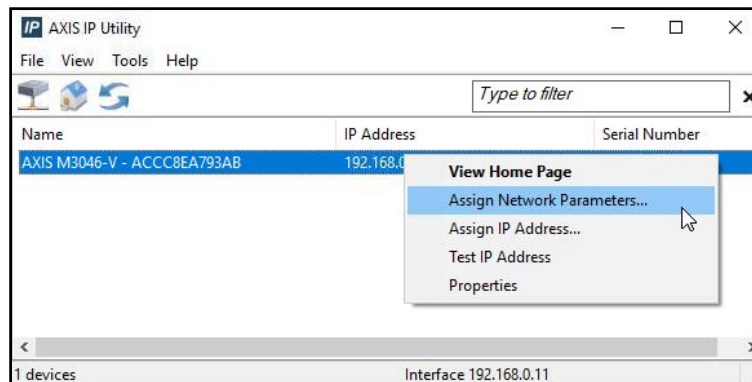 IP AXIS IP Utility
File View Tools Help
Type to filter
Name IP Address Serial Number
AXIS M3046-V - ACCC8EA793AB 192.168.0
View Home Page
Assign Network Parameters...
Assign IP Address...
Test IP Address
Properties
1 devices Interface 192.168.0.11